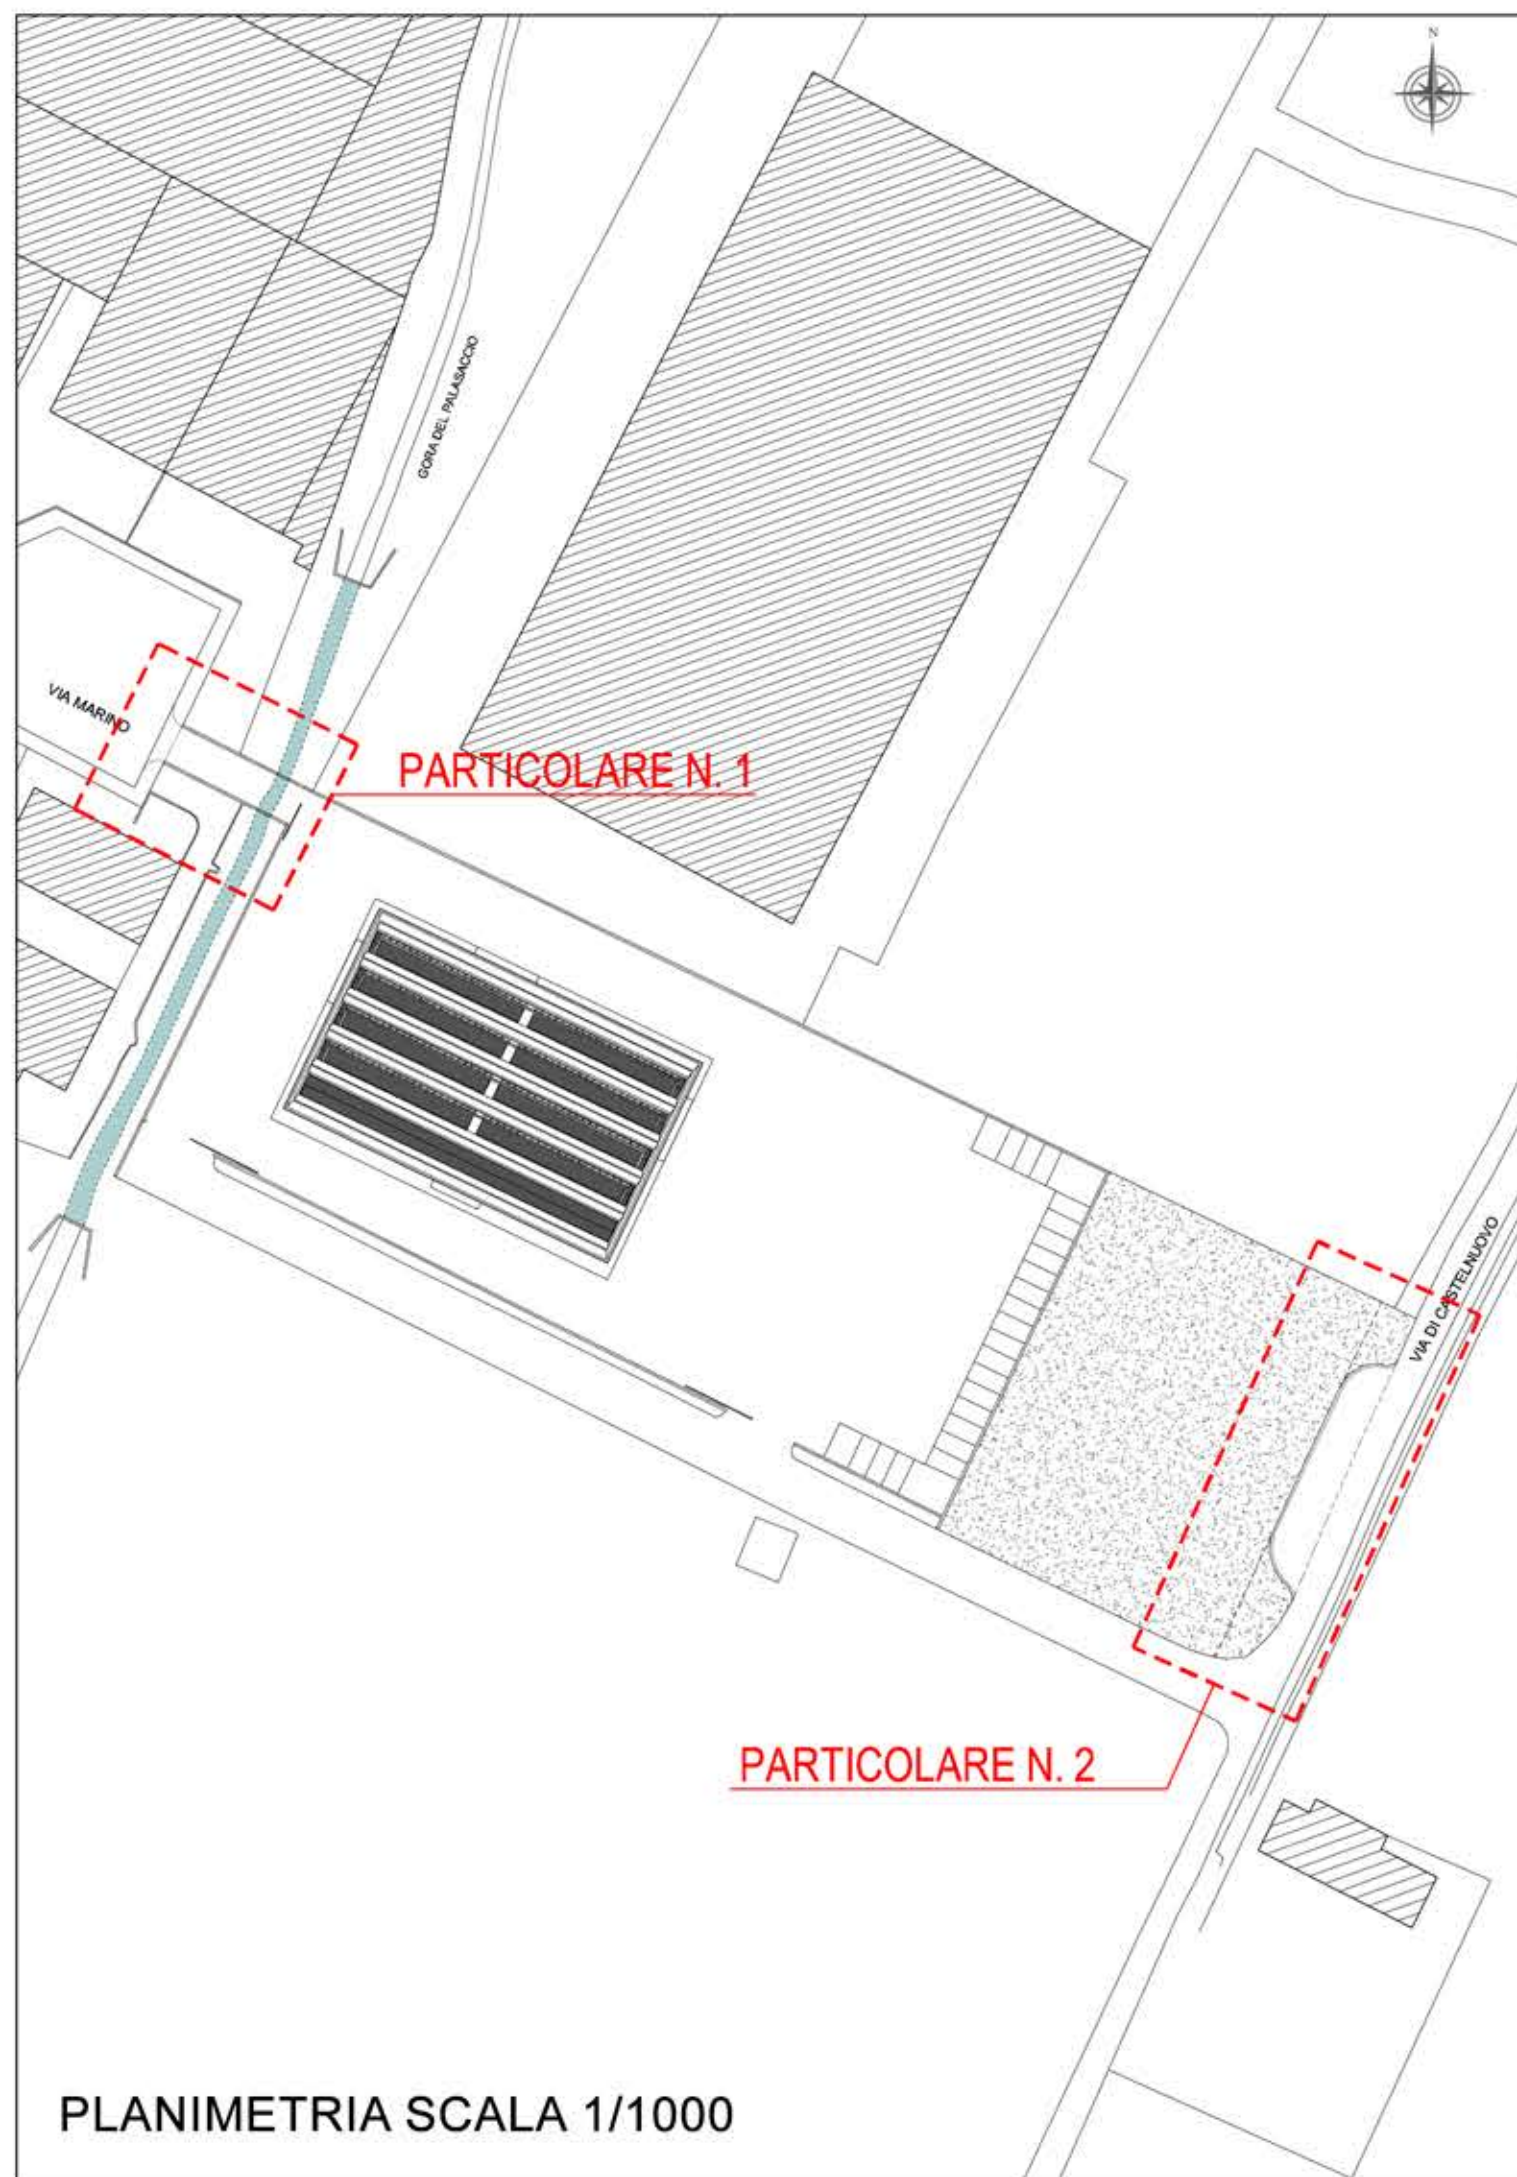 N
GORA DEL PALASACCIO
VIA MARINO
PARTICOLARE N. 1
VIA DI CASTELNUOVO
PARTICOLARE N. 2
PLANIMETRIA SCALA 1/1000